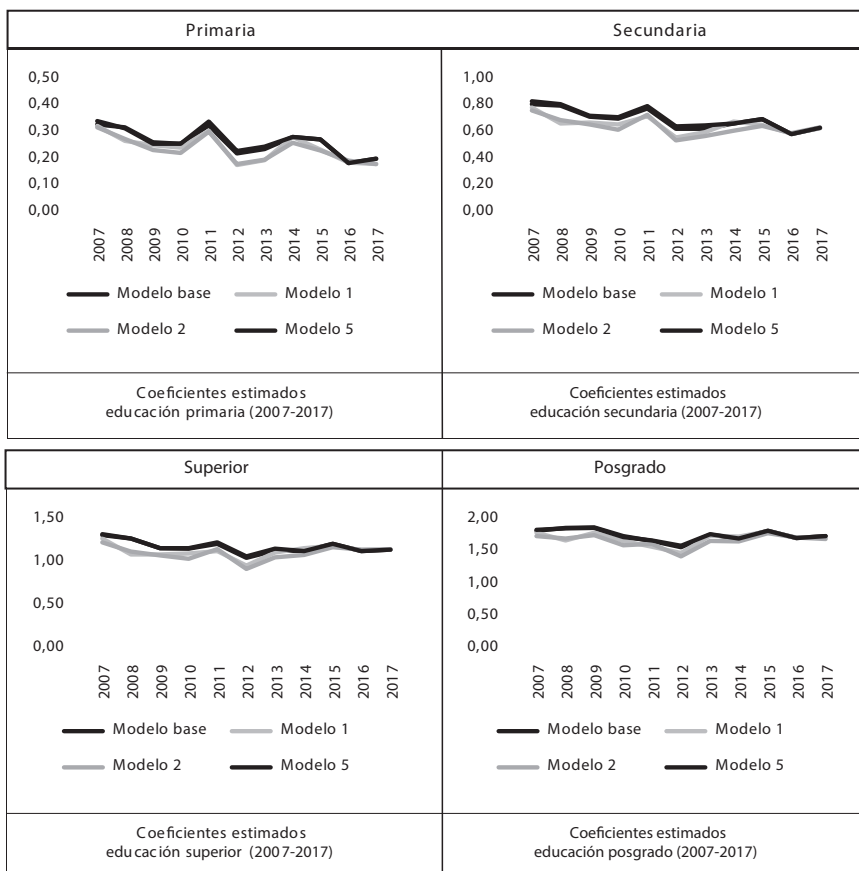 Primaria
0,50
0,40
0,30
0,20
0,10
0,00
2007
2008
2009
2010
2011
2012
2013
2014
2015
2016
2017
Modelo base
Modelo 1
Modelo 2
Modelo 5
Coeficientes estimados
educación primaria (2007-2017)
Secundaria
1,00
0,80
0,60
0,40
0,20
0,00
2007
2008
2009
2010
2011
2012
2013
2014
2015
2016
2017
Modelo base
Modelo 1
Modelo 2
Modelo 5
Coeficientes estimados
educación secundaria (2007-2017)
Superior
1,50
1,00
0,50
0,00
2007
2008
2009
2010
2011
2012
2013
2014
2015
2016
2017
Modelo base
Modelo 1
Modelo 2
Modelo 5
Coeficientes estimados
educación superior (2007-2017)
Posgrado
2,00
1,50
1,00
0,50
0,00
2007
2008
2009
2010
2011
2012
2013
2014
2015
2016
2017
Modelo base
Modelo 1
Modelo 2
Modelo 5
Coeficientes estimados
educación posgrado (2007-2017)